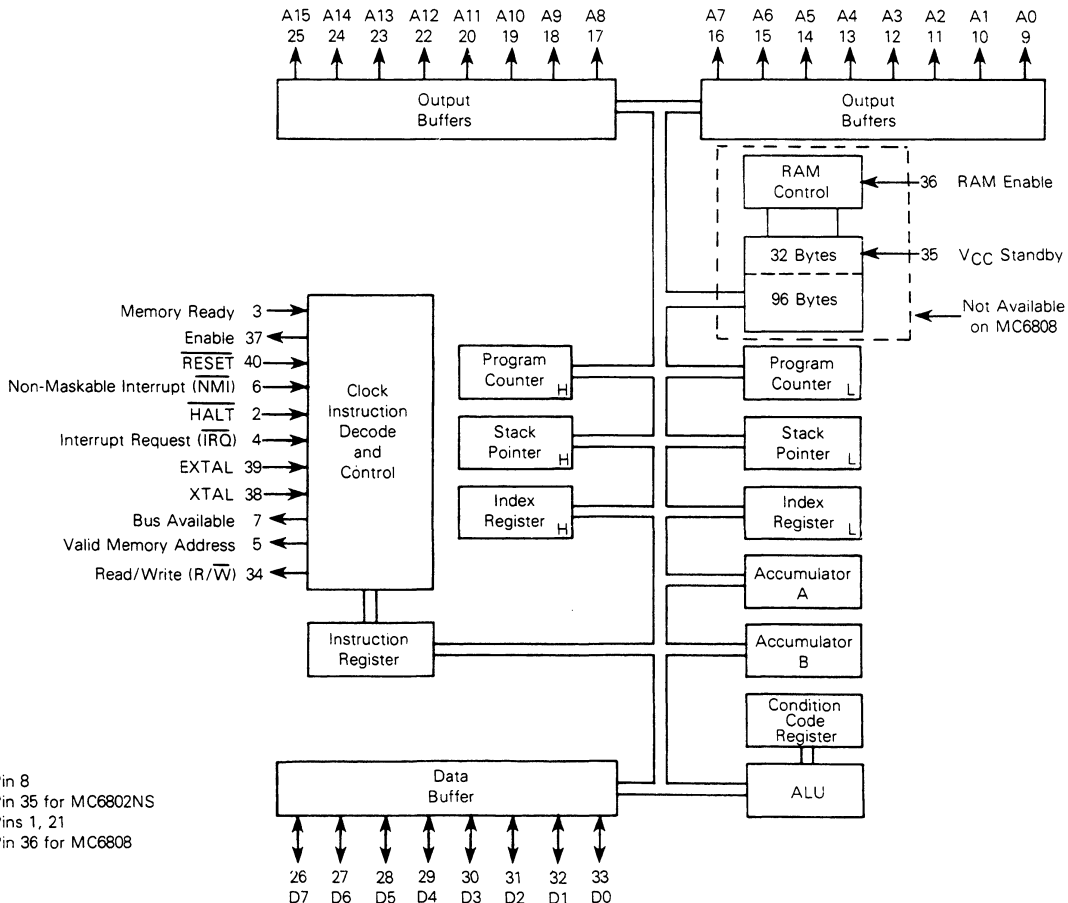 A15 A14 A13 A12 A11 A10 A9 A8 A7 A6 A5 A4 A3 A2 A1 A0
25 24 23 22 20 19 18 17 16 15 14 13 12 11 10 9
Output
Buffers
Output
Buffers
RAM
Control
36 RAM Enable
32 Bytes
35 VCC Standby
96 Bytes
Not Available
on MC6808
Memory Ready 3
Enable 37
R̅E̅S̅E̅T̅ 40
Non-Maskable Interrupt (N̅M̅I̅) 6
H̅A̅L̅T̅ 2
Interrupt Request (I̅R̅Q̅) 4
EXTAL 39
XTAL 38
Bus Available 7
Valid Memory Address 5
Read/Write (R/W̅) 34
Clock
Instruction
Decode
and
Control
Program
Counter H
Program
Counter L
Stack
Pointer H
Stack
Pointer L
Index
Register H
Index
Register L
Accumulator
A
Instruction
Register
Accumulator
B
Condition
Code
Register
Data
Buffer
ALU
in 8
in 35 for MC6802NS
ins 1, 21
in 36 for MC6808
26 27 28 29 30 31 32 33
D7 D6 D5 D4 D3 D2 D1 D0